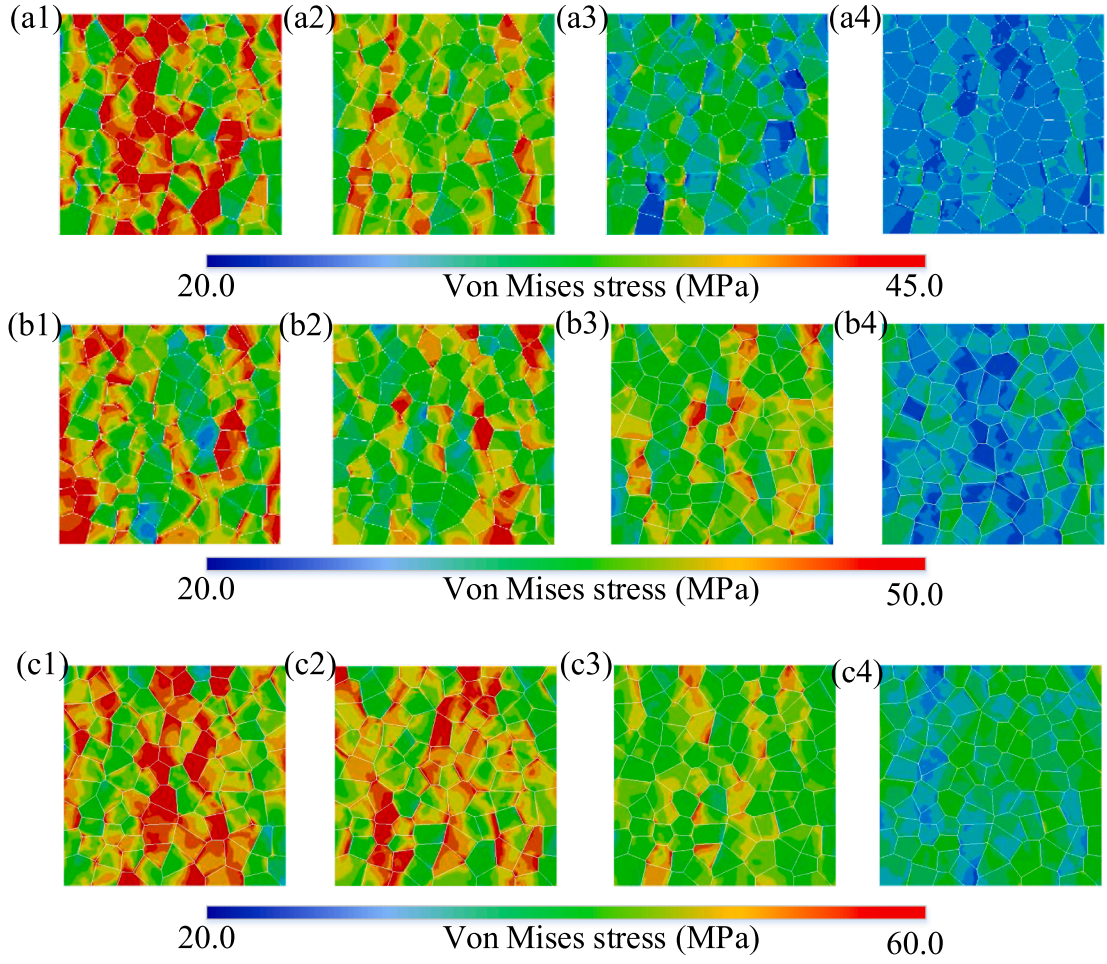 (a1) (a2) (a3) (a4)
20.0 Von Mises stress (MPa) 45.0
(b1) (b2) (b3) (b4)
20.0 Von Mises stress (MPa) 50.0
(c1) (c2) (c3) (c4)
20.0 Von Mises stress (MPa) 60.0